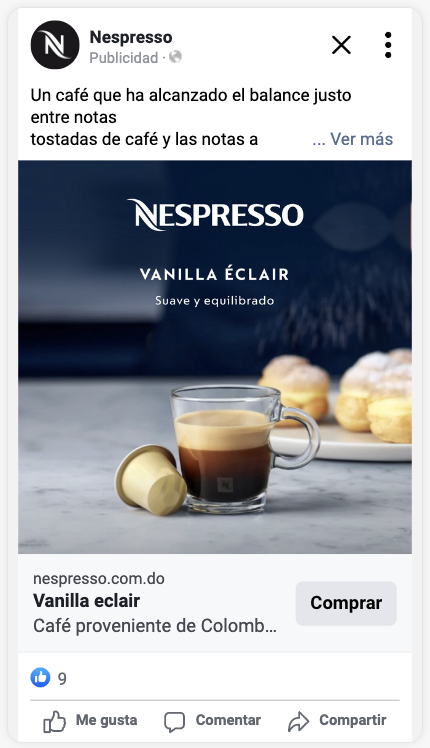 Nespresso
Publicidad ·
Un café que ha alcanzado el balance justo
entre notas
tostadas de café y las notas a ... Ver más
NESPRESSO
VANILLA ÉCLAIR
Suave y equilibrado
nespresso.com.do
Vanilla eclair
Café proveniente de Colomb...
Comprar
9
Me gusta Comentar Compartir